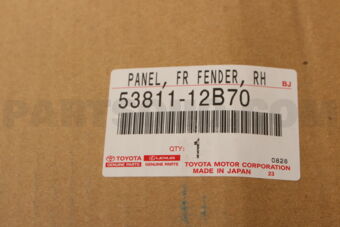 PANEL, FR FENDER, RH
BJ
53811-12B70
QTY: 1
TOYOTA
GENUINE PARTS
LEXUS
GENUINE PARTS
0826
TOYOTA MOTOR CORPORATION
MADE IN JAPAN
23